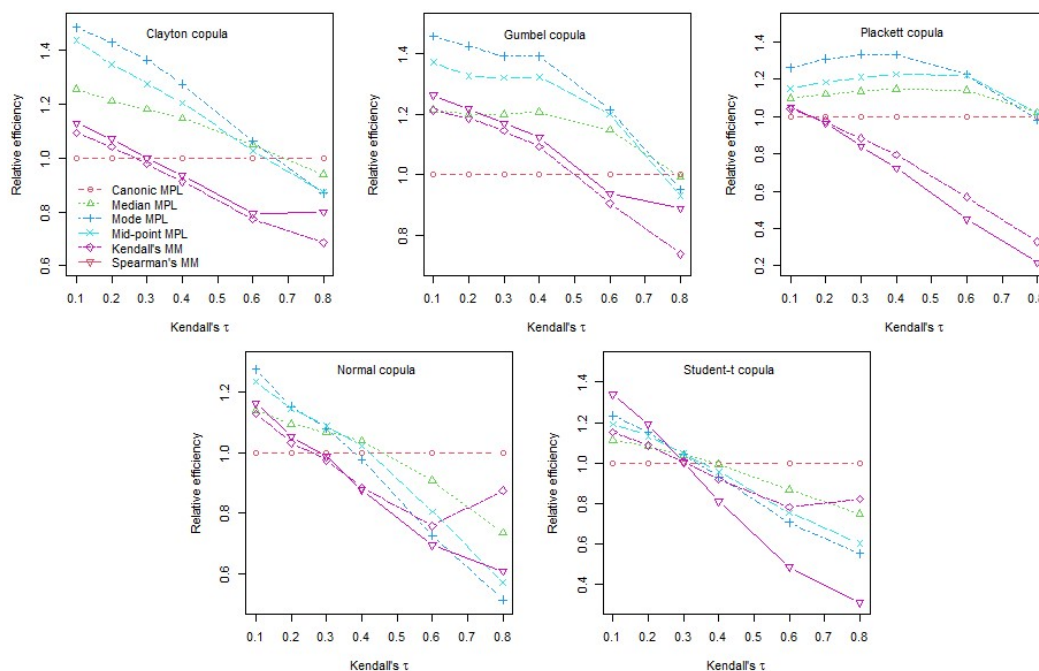 Clayton copula
Relative efficiency
1.4
1.2
1.0
0.8
0.6
Canonic MPL
Median MPL
Mode MPL
Mid-point MPL
Kendall's MM
Spearman's MM
0.1 0.2 0.3 0.4 0.5 0.6 0.7 0.8
Kendall's τ
Gumbel copula
Relative efficiency
1.4
1.2
1.0
0.8
0.1 0.2 0.3 0.4 0.5 0.6 0.7 0.8
Kendall's τ
Plackett copula
Relative efficiency
1.4
1.2
1.0
0.8
0.6
0.4
0.2
0.1 0.2 0.3 0.4 0.5 0.6 0.7 0.8
Kendall's τ
Normal copula
Relative efficiency
1.2
1.0
0.8
0.6
0.1 0.2 0.3 0.4 0.5 0.6 0.7 0.8
Kendall's τ
Student-t copula
Relative efficiency
1.4
1.2
1.0
0.8
0.6
0.4
0.1 0.2 0.3 0.4 0.5 0.6 0.7 0.8
Kendall's τ